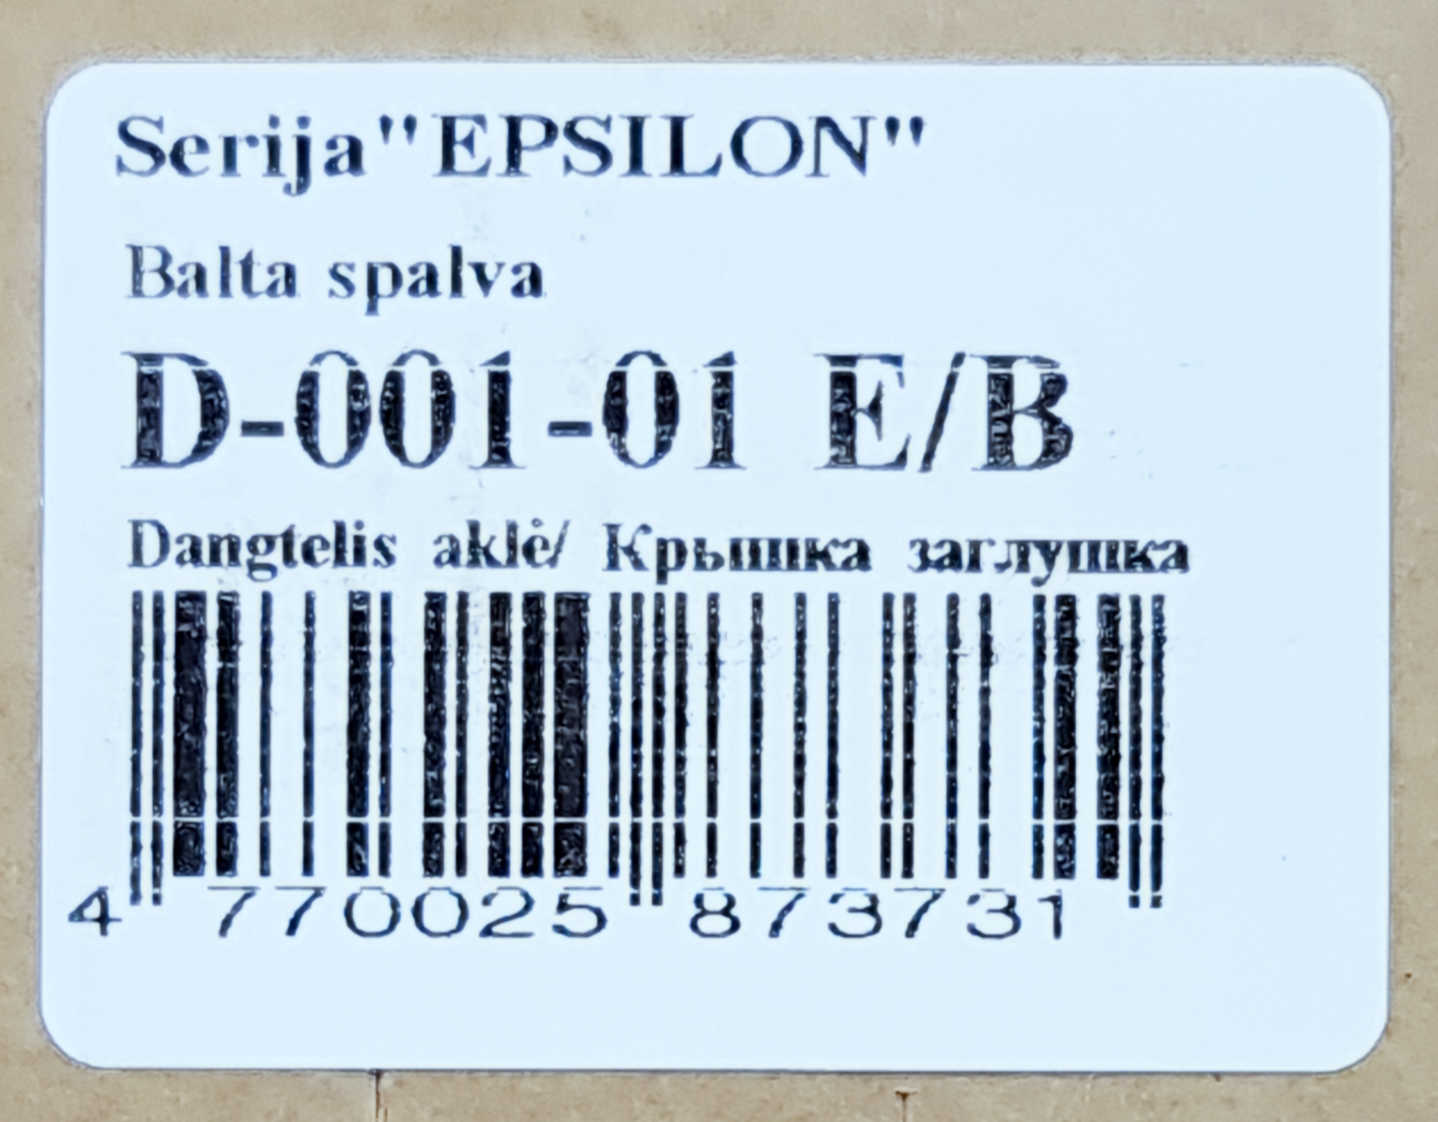 Serija"EPSILON"
Balta spalva
D-001-01 E/B
Dangtelis aklė/ Крышка заглушка
4 770025 873731